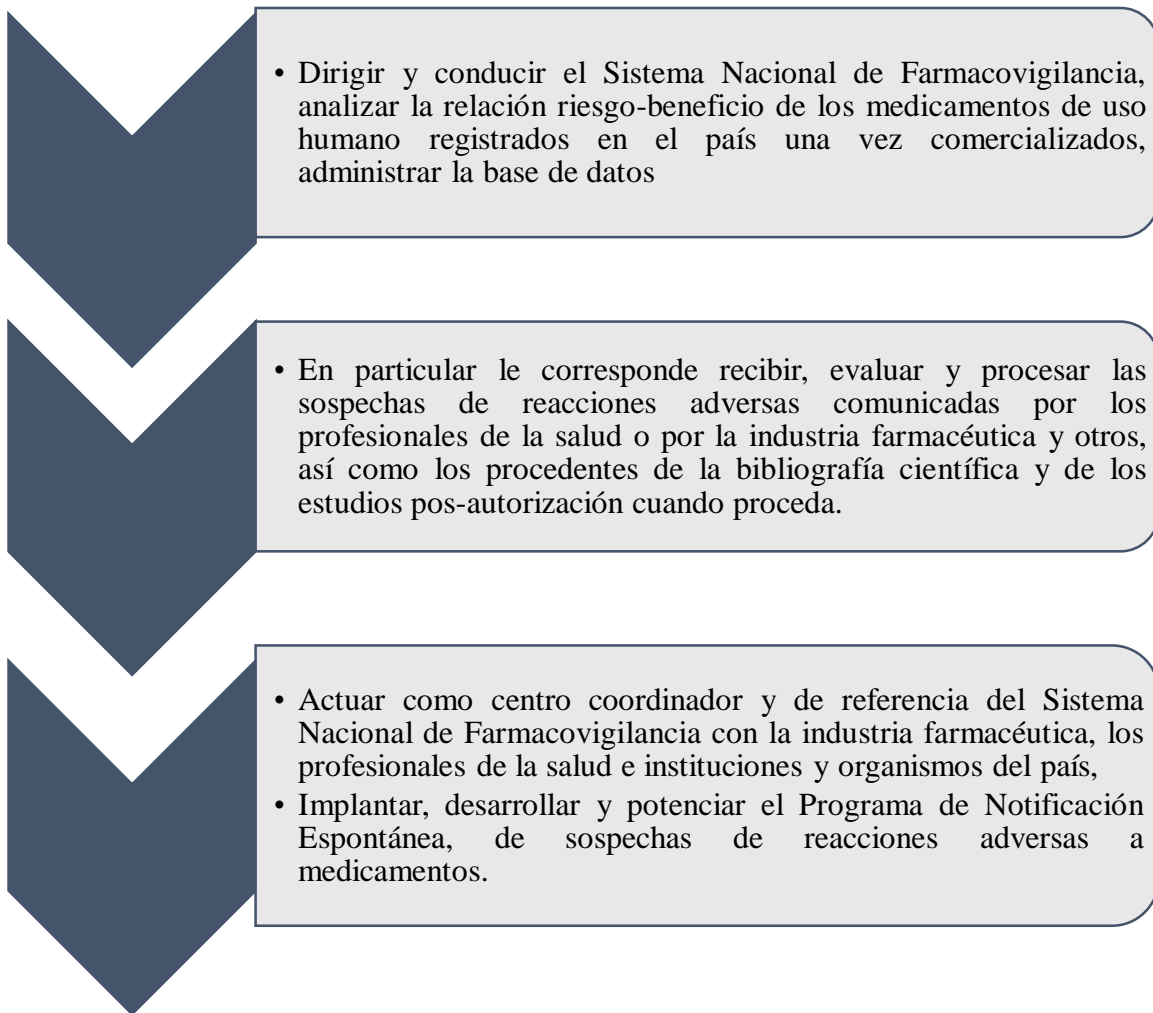 • Dirigir y conducir el Sistema Nacional de Farmacovigilancia,
analizar la relación riesgo-beneficio de los medicamentos de uso
humano registrados en el país una vez comercializados,
administrar la base de datos
• En particular le corresponde recibir, evaluar y procesar las
sospechas de reacciones adversas comunicadas por los
profesionales de la salud o por la industria farmacéutica y otros,
así como los procedentes de la bibliografía científica y de los
estudios pos-autorización cuando proceda.
• Actuar como centro coordinador y de referencia del Sistema
Nacional de Farmacovigilancia con la industria farmacéutica, los
profesionales de la salud e instituciones y organismos del país,
• Implantar, desarrollar y potenciar el Programa de Notificación
Espontánea, de sospechas de reacciones adversas a
medicamentos.